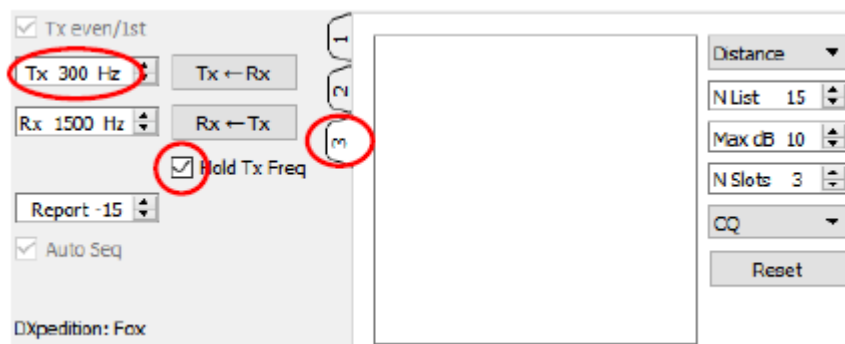 Tx even/1st
Tx 300 Hz
Tx ← Rx
Rx 1500 Hz
Rx ← Tx
Hold Tx Freq
Report -15
Auto Seq
DXpedition: Fox
1
2
3
Distance
N List 15
Max dB 10
N Slots 3
CQ
Reset